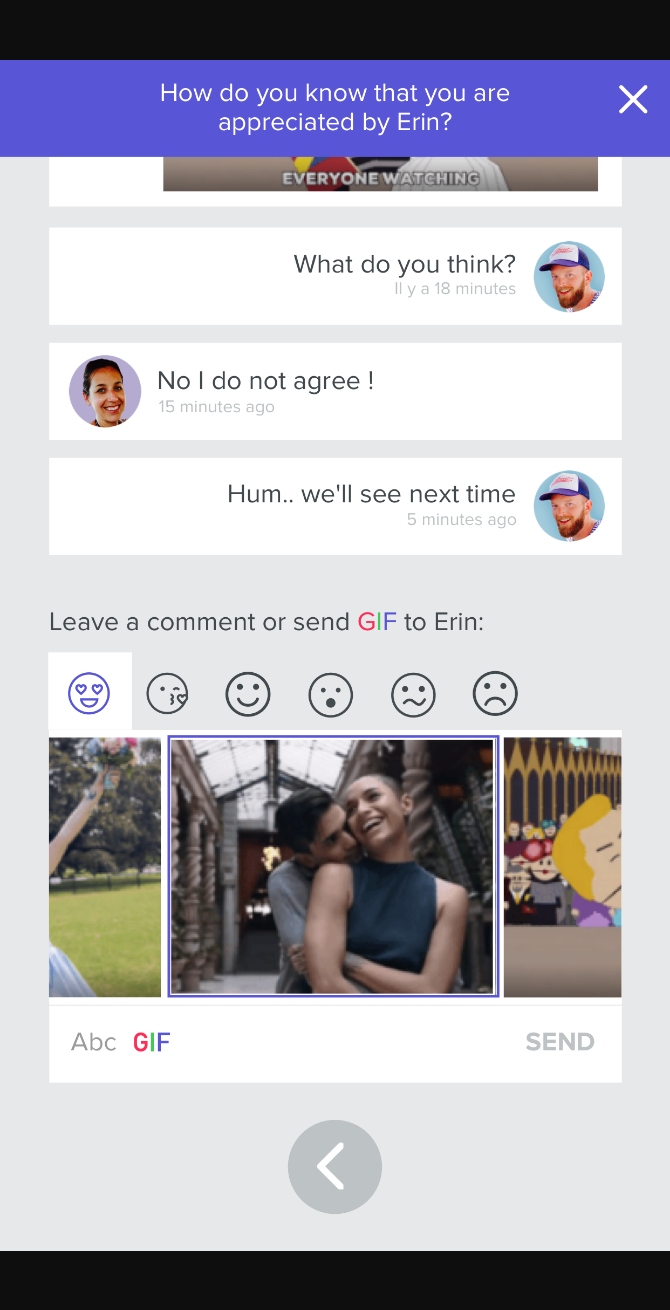 How do you know that you are
appreciated by Erin?
EVERYONE WATCHING
What do you think?
Il y a 18 minutes
No I do not agree !
15 minutes ago
Hum.. we'll see next time
5 minutes ago
Leave a comment or send GIF to Erin:
Abc GIF SEND